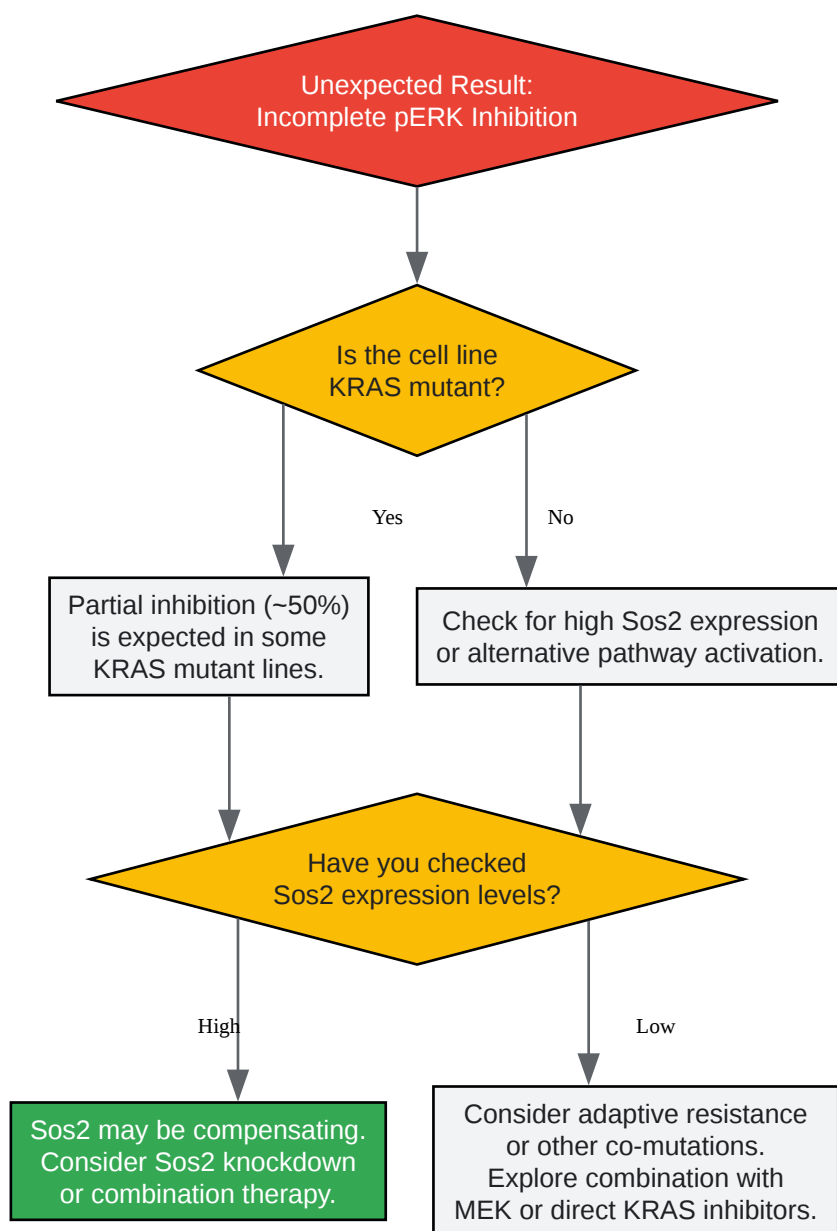 Unexpected Result:
Incomplete pERK Inhibition
Is the cell line
KRAS mutant?
Yes
No
Partial inhibition (~50%)
is expected in some
KRAS mutant lines.
Check for high Sos2 expression
or alternative pathway activation.
Have you checked
Sos2 expression levels?
High
Low
Sos2 may be compensating.
Consider Sos2 knockdown
or combination therapy.
Consider adaptive resistance
or other co-mutations.
Explore combination with
MEK or direct KRAS inhibitors.